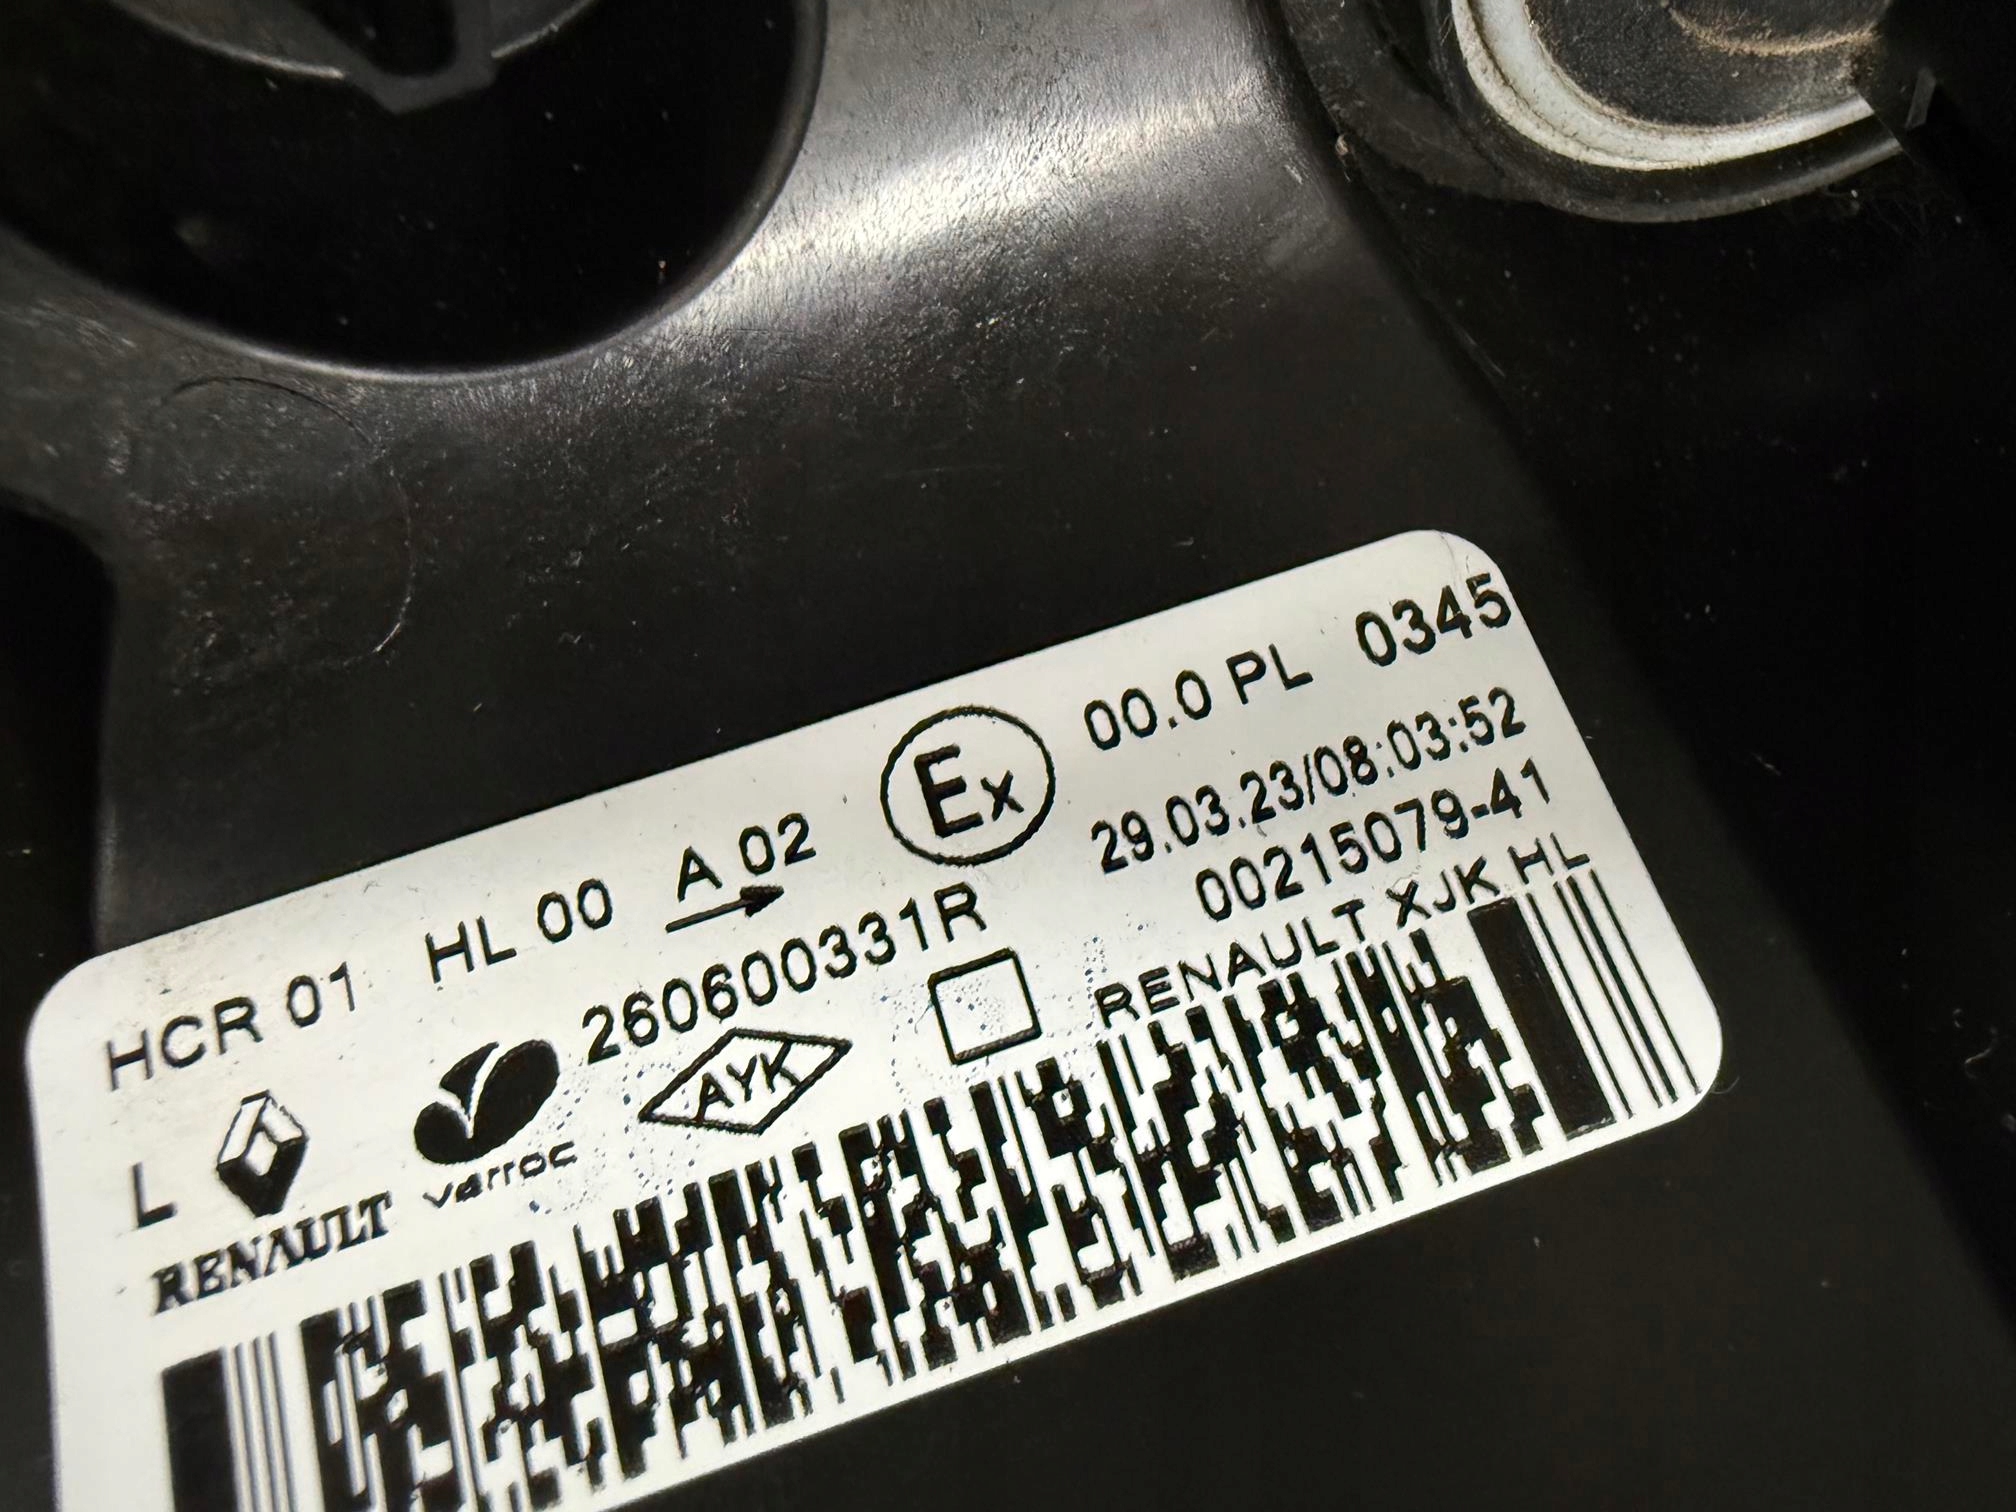 HCR 01 HL 00 A 02 Ex 00.0 PL 0345
260600331R 29.03.23/08:03:52
00215079-41
L AYK RENAULT XJK HL
RENAULT varroc